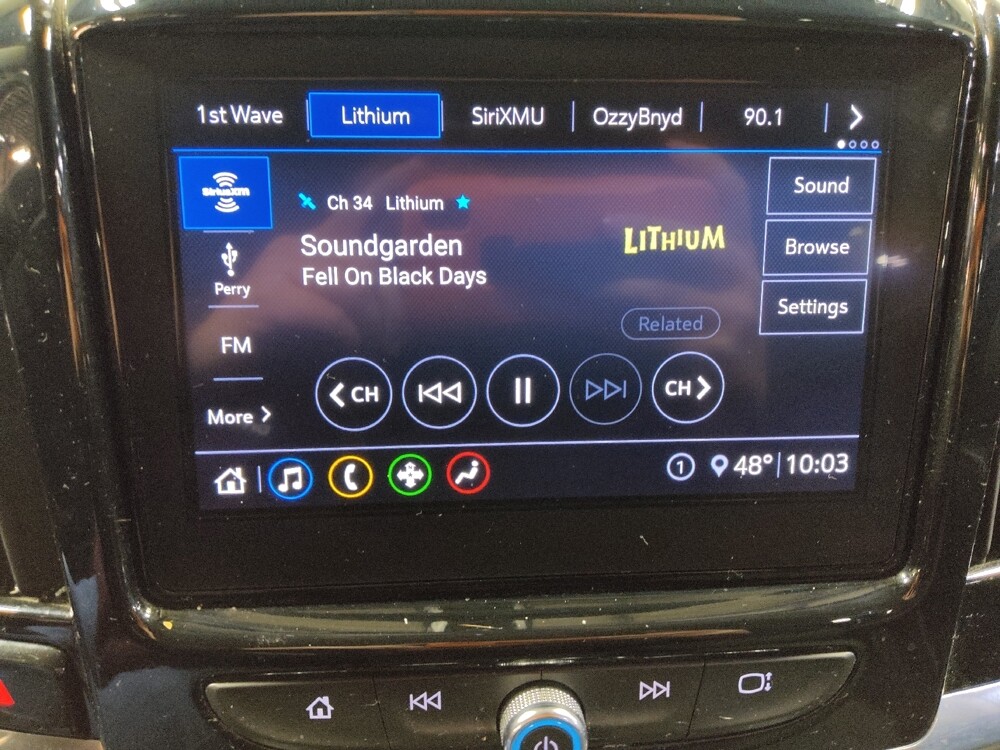 1st Wave Lithium SiriXMU OzzyBnyd 90.1
SiriusXM
Ch 34 Lithium
Soundgarden
Fell On Black Days
LITHIUM
Related
Sound
Browse
Settings
Perry
FM
More
CH
CH
1 48° 10:03